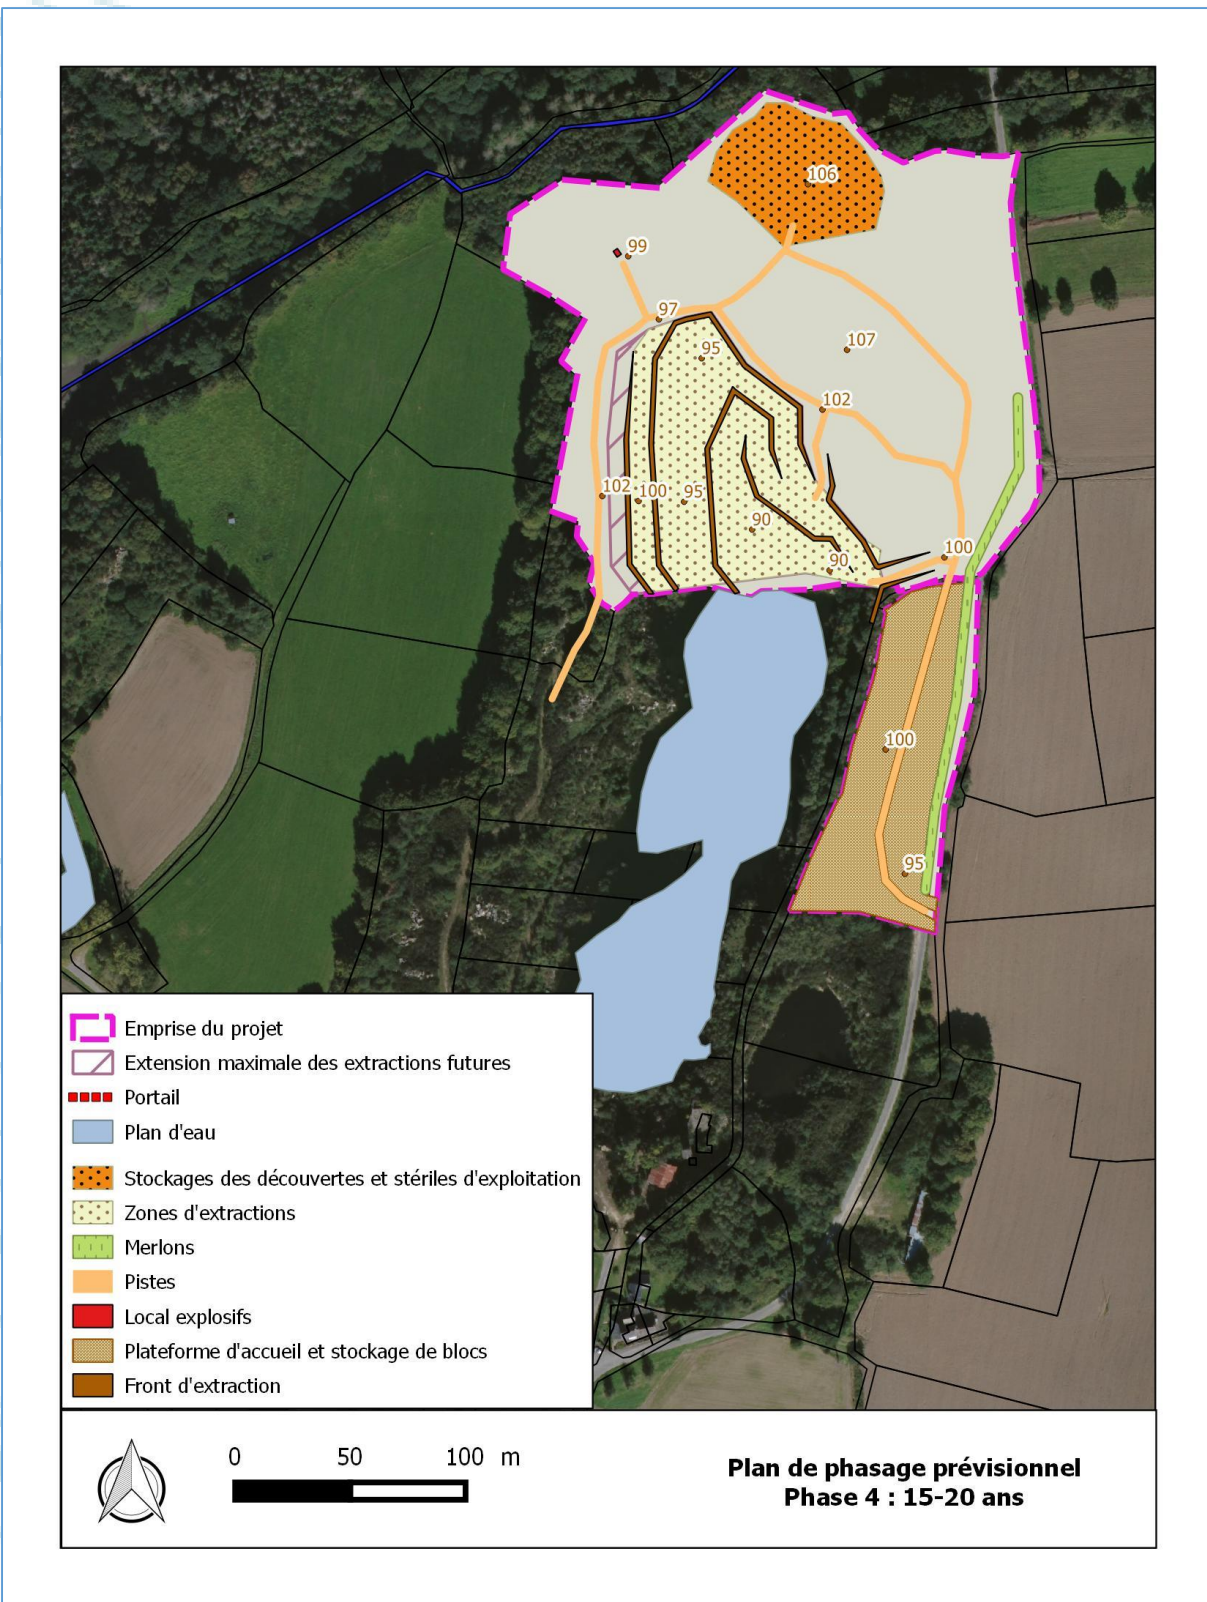 106
99
97
95
107
102
102
100
95
90
90
100
100
95
Emprise du projet
Extension maximale des extractions futures
Portail
Plan d'eau
Stockages des découvertes et stériles d'exploitation
Zones d'extractions
Merlons
Pistes
Local explosifs
Plateforme d'accueil et stockage de blocs
Front d'extraction
0 50 100 m
Plan de phasage prévisionnel
Phase 4 : 15-20 ans